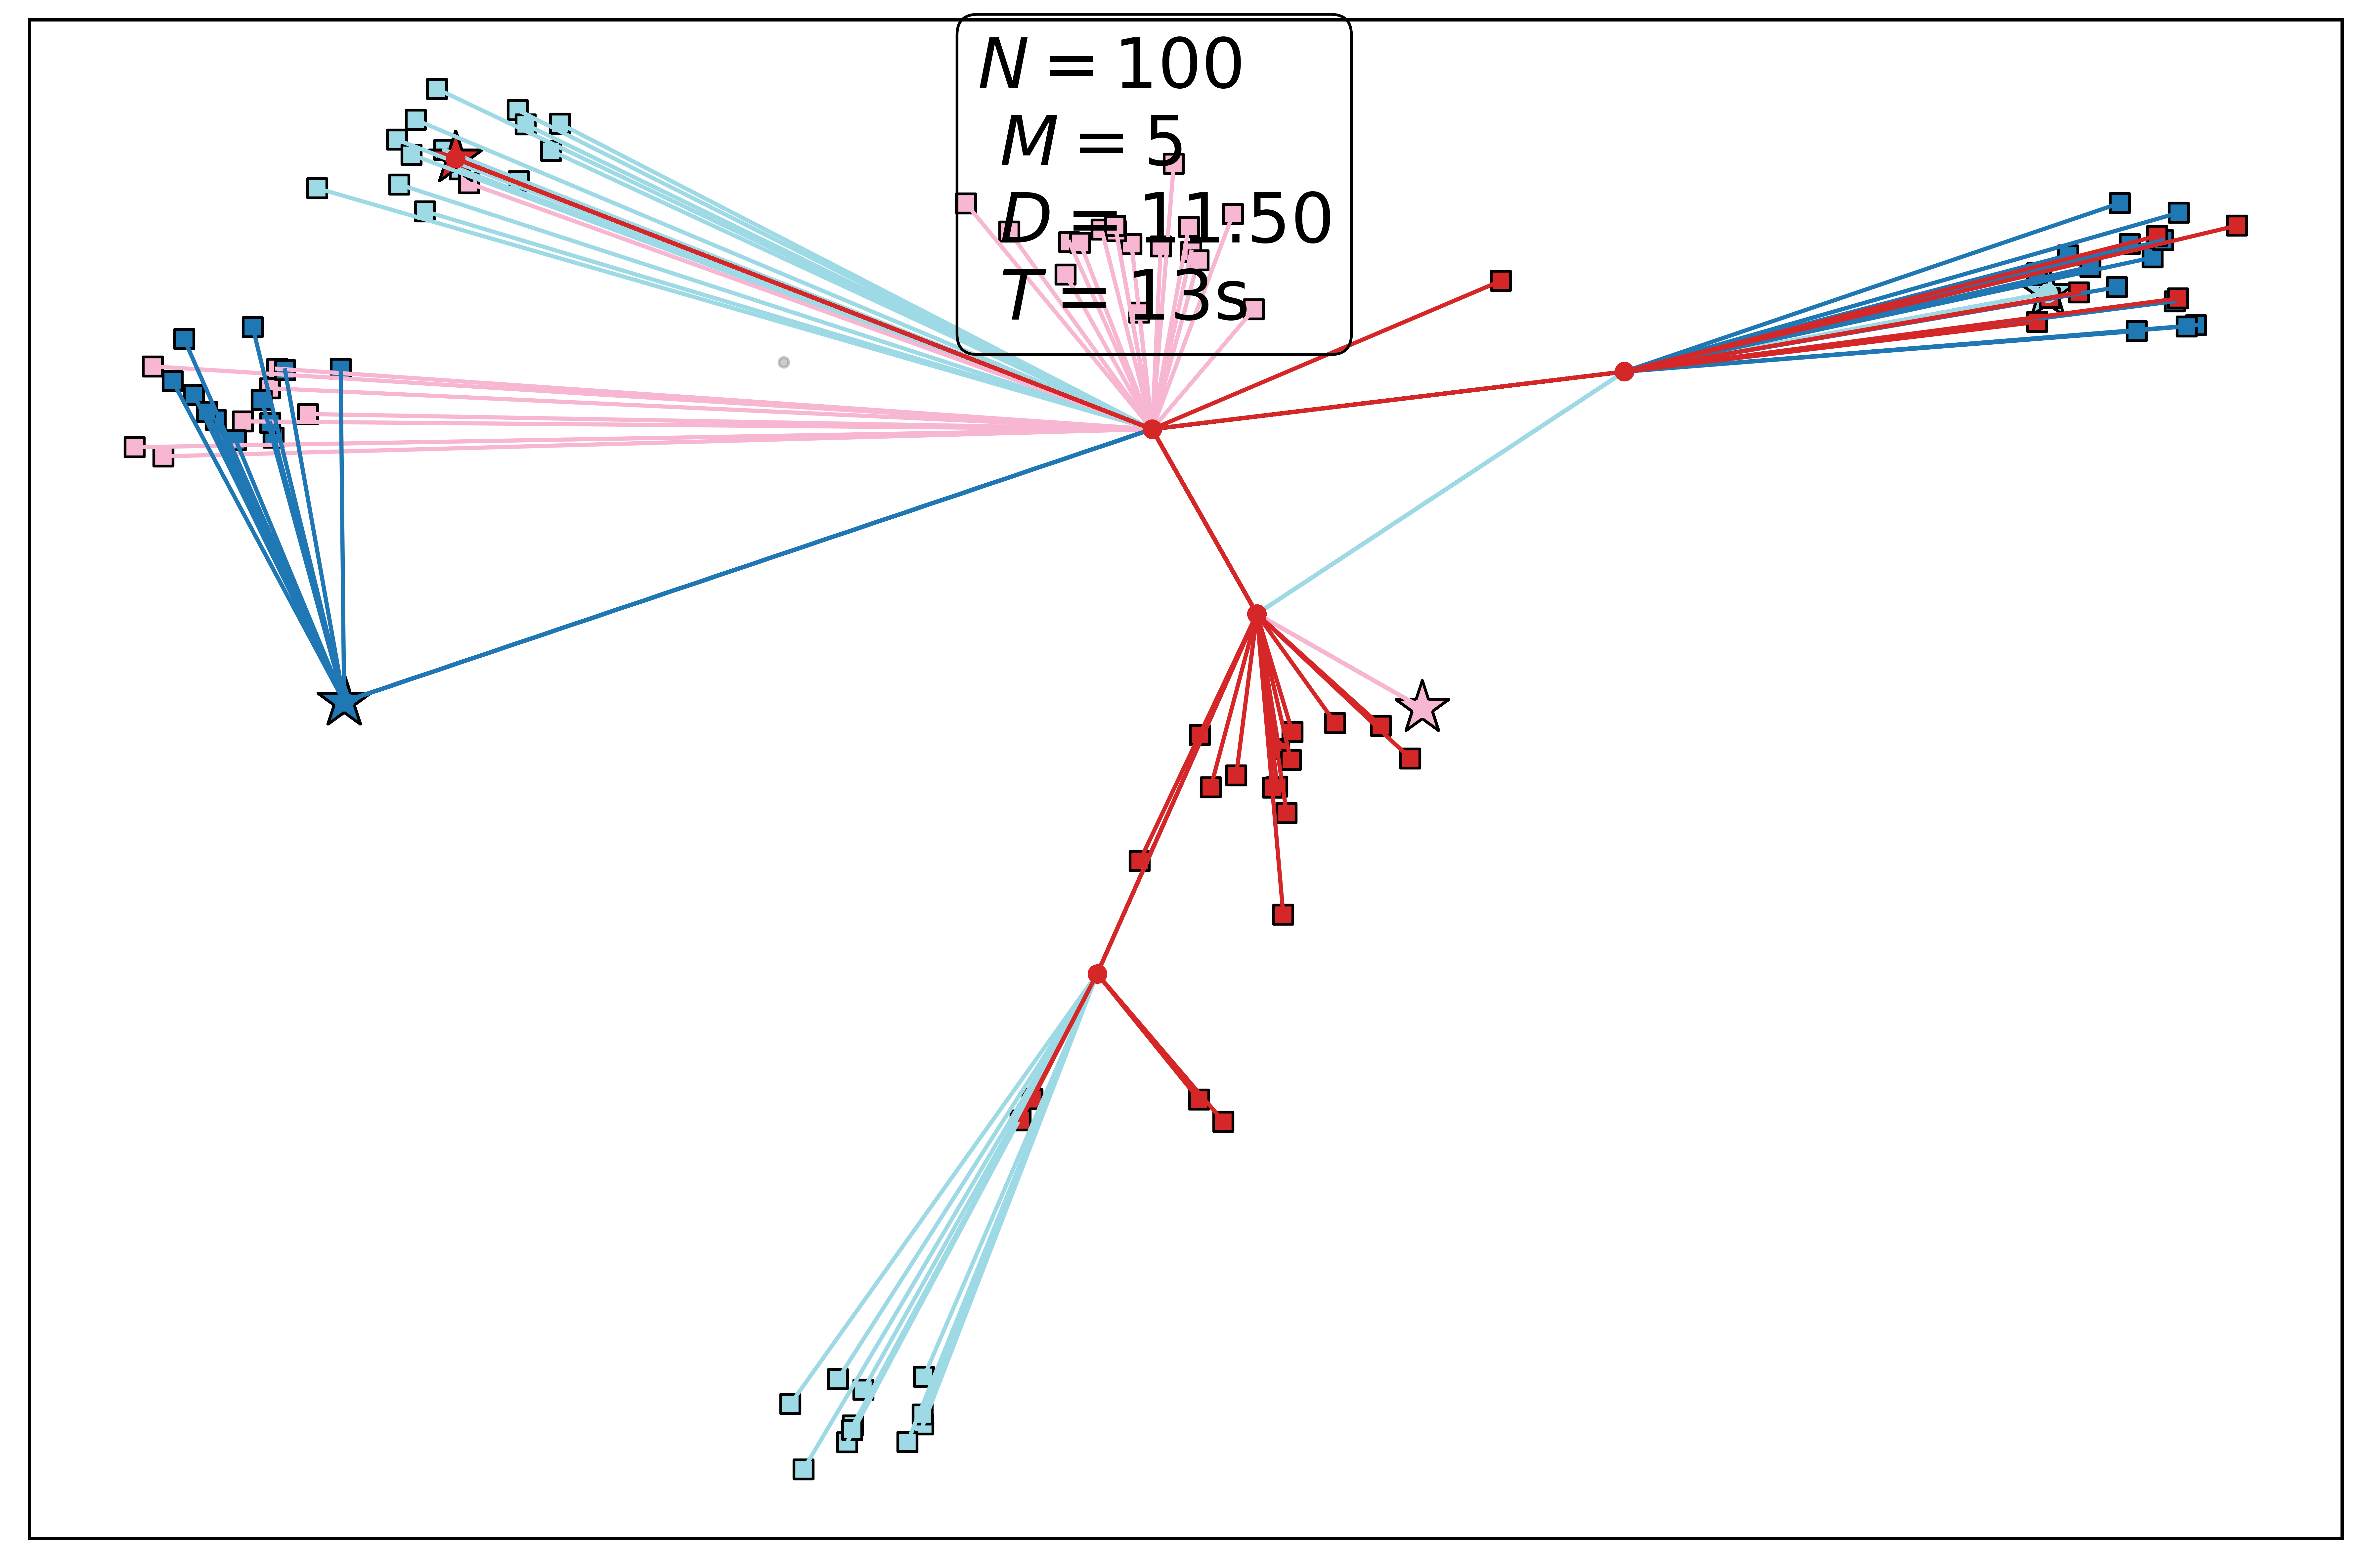 N = 100
M = 5
D = 11.50
T = 13s